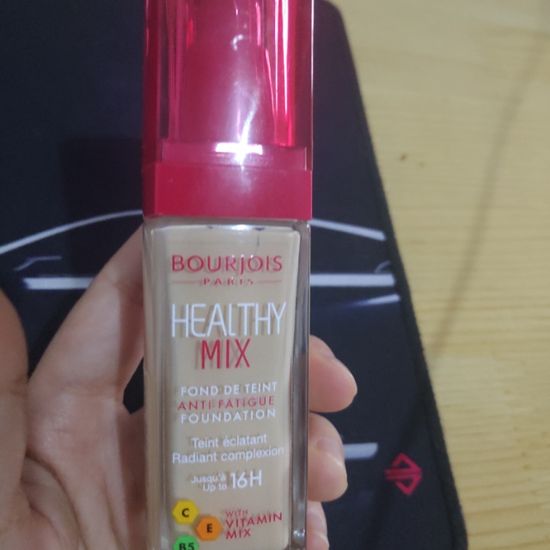 BOURJOIS
PARIS
HEALTHY
MIX
FOND DE TEINT
ANTI-FATIGUE
FOUNDATION
Teint éclatant
Radiant complexion
Jusqu'à
Up to 16H
C
E
B5
WITH
VITAMIN
MIX